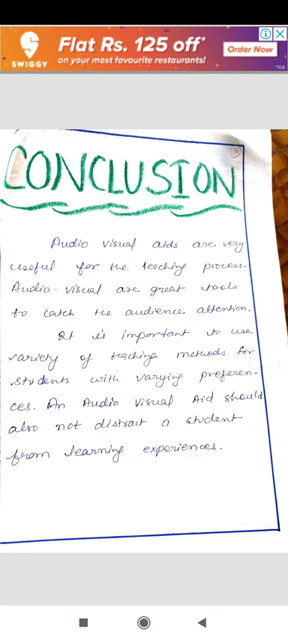 Flat Rs. 125 off*
on your most favourite restaurants!
SWIGGY
Order Now
*T&A
CONCLUSION
Audio Visual aids are very
useful for the teaching process.
Audio-Visual are great tools
to catch the audience attention.
It is important to use
variety of teaching methods for
students with varying preferen-
ces. An Audio Visual Aid should
also not distract a student
from learning experiences.